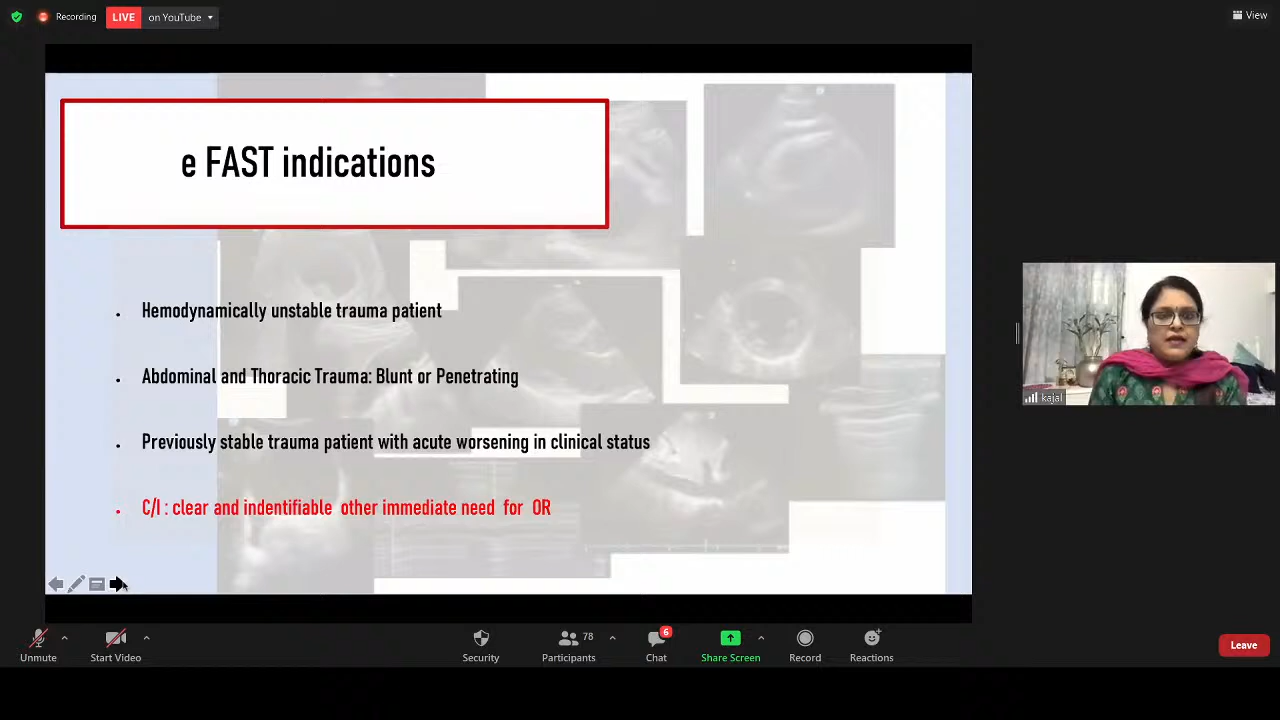 Recording
LIVE on YouTube
View
e FAST indications
Hemodynamically unstable trauma patient
Abdominal and Thoracic Trauma: Blunt or Penetrating
Previously stable trauma patient with acute worsening in clinical status
C/I : clear and indentifiable other immediate need for OR
kajal
Unmute
Start Video
Security
78
Participants
6
Chat
Share Screen
Record
Reactions
Leave